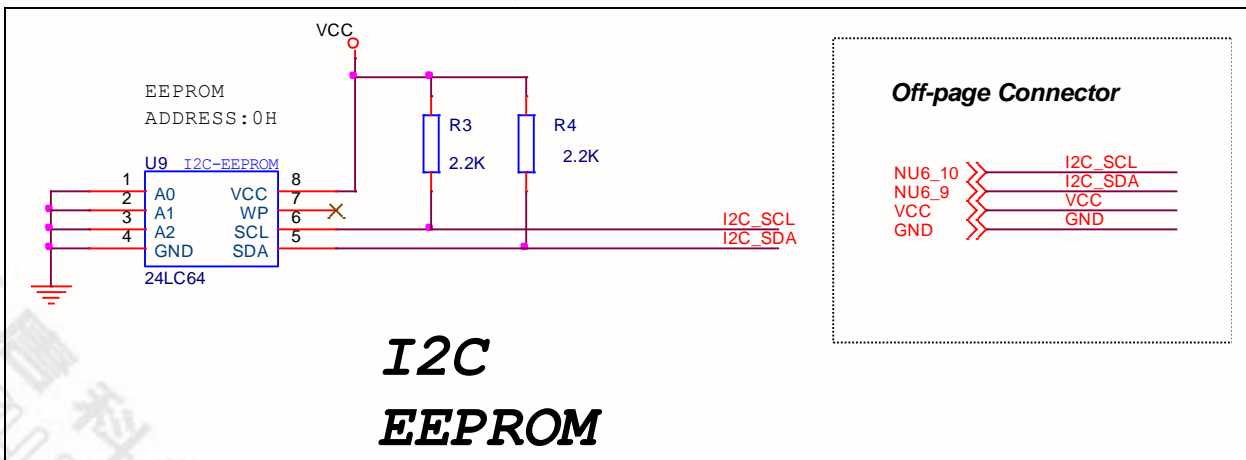 VCC
EEPROM
ADDRESS:0H
U9 I2C-EEPROM
1
2
3
4
A0
A1
A2
GND
VCC
WP
SCL
SDA
8
7
6
5
24LC64
R3
2.2K
R4
2.2K
I2C_SCL
I2C_SDA
I2C
EEPROM
Off-page Connector
NU6_10 I2C_SCL
NU6_9 I2C_SDA
VCC VCC
GND GND
科